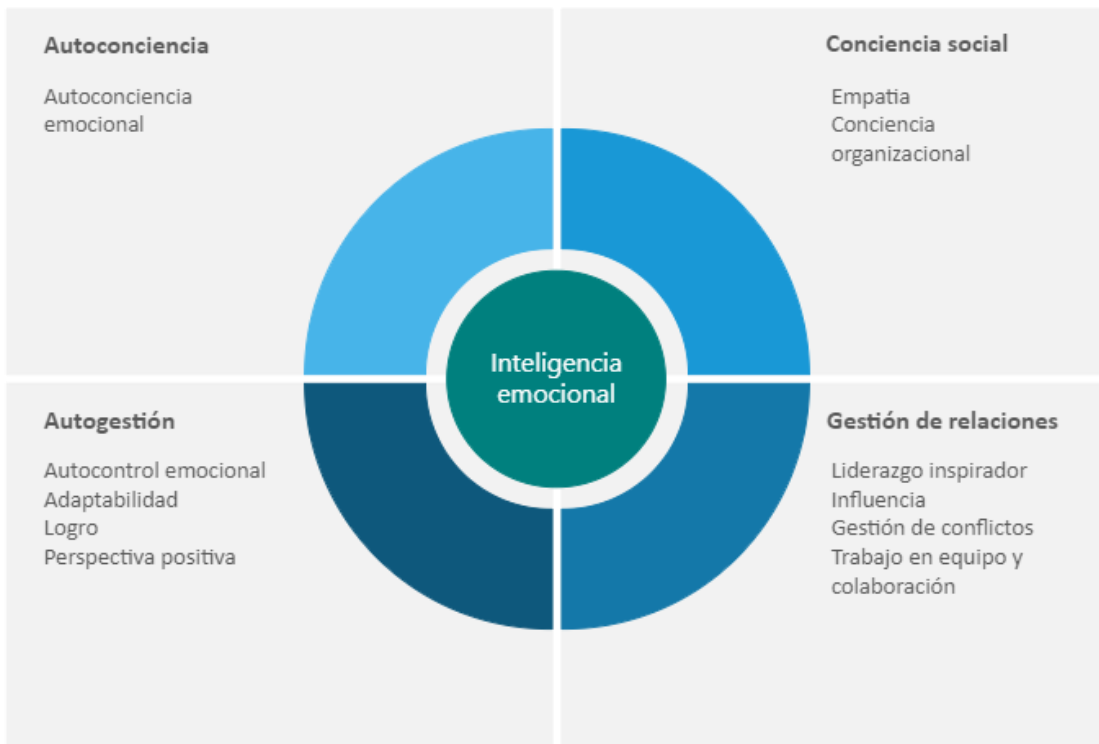 Autoconciencia
Autoconciencia
emocional
Conciencia social
Empatia
Conciencia
organizacional
Inteligencia
emocional
Autogestión
Autocontrol emocional
Adaptabilidad
Logro
Perspectiva positiva
Gestión de relaciones
Liderazgo inspirador
Influencia
Gestión de conflictos
Trabajo en equipo y
colaboración